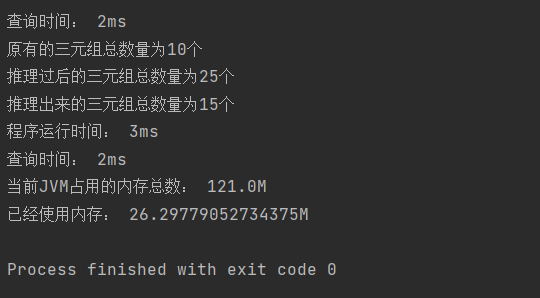 查询时间： 2ms
原有的三元组总数量为10个
推理过后的三元组总数量为25个
推理出来的三元组总数量为15个
程序运行时间： 3ms
查询时间： 2ms
当前JVM占用的内存总数： 121.0M
已经使用内存： 26.29779052734375M
Process finished with exit code 0